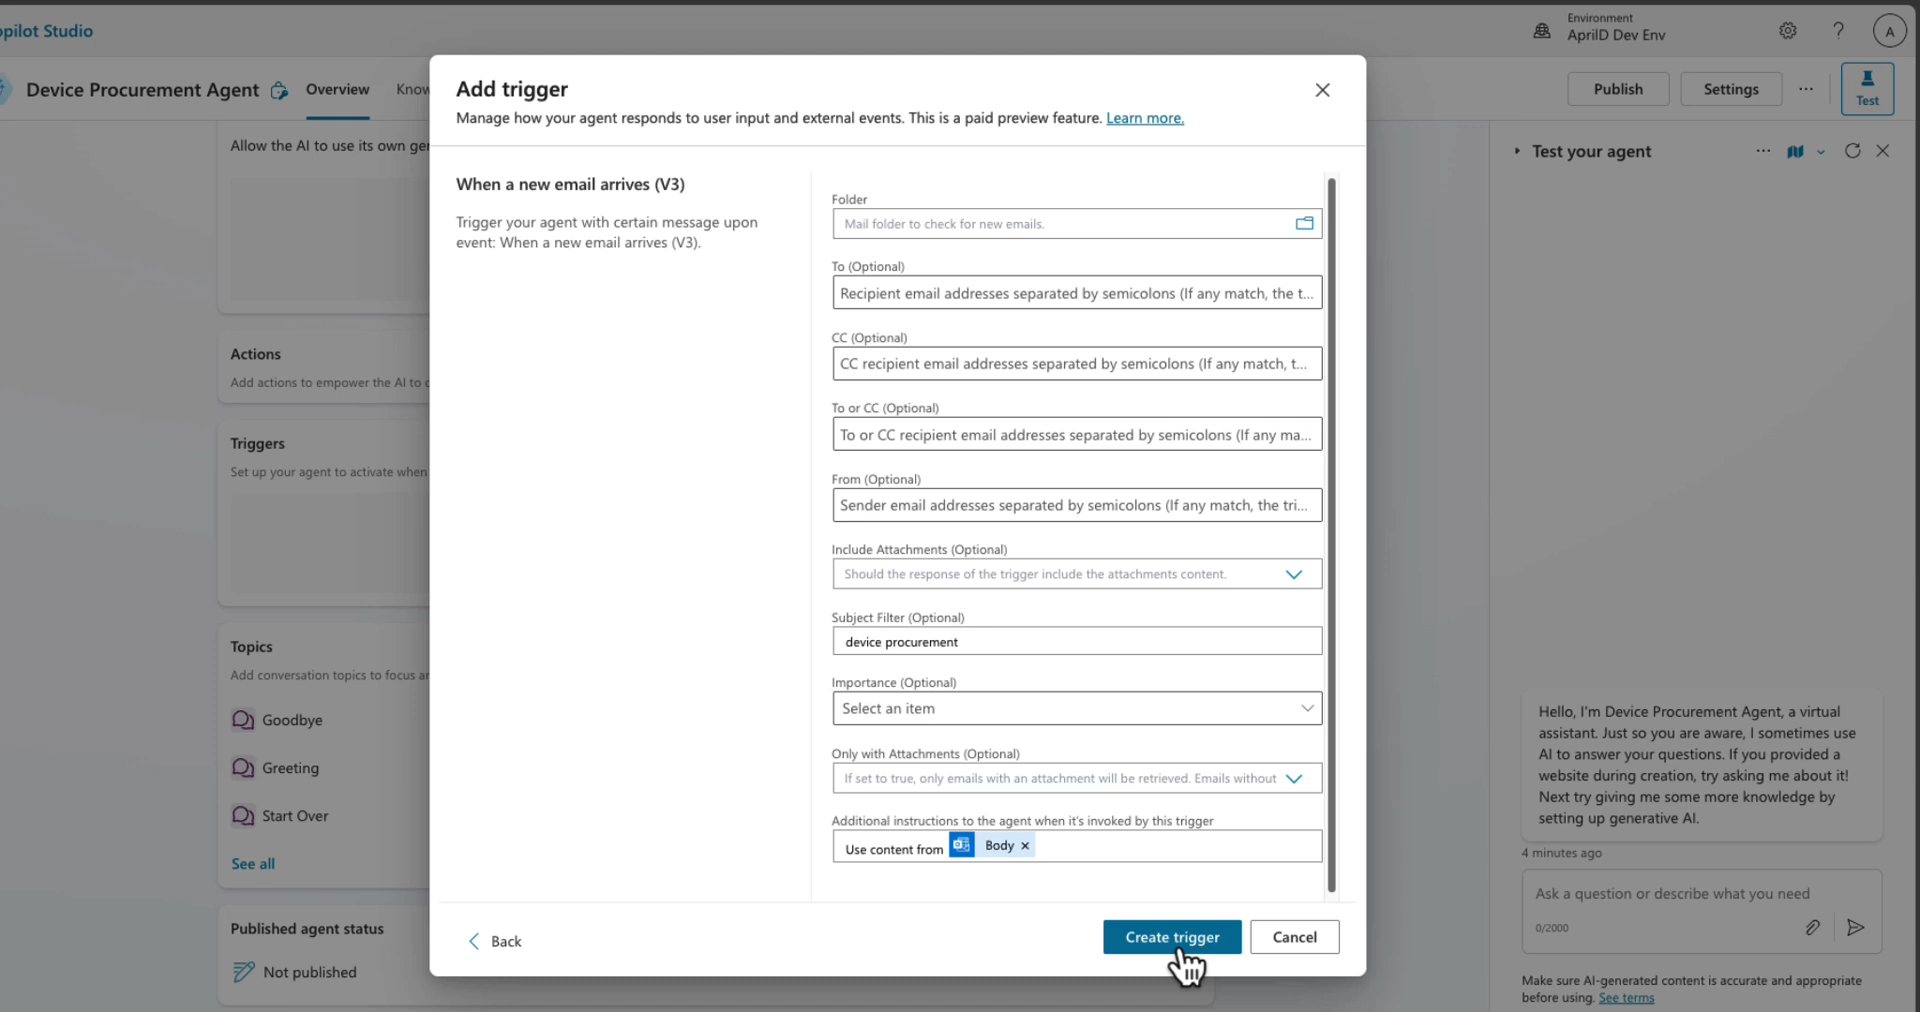 opilot Studio
Environment
AprilD Dev Env
?
A
Device Procurement Agent
Overview
Know
Publish
Settings
...
Test
Add trigger
Manage how your agent responds to user input and external events. This is a paid preview feature. Learn more.
When a new email arrives (V3)
Trigger your agent with certain message upon
event: When a new email arrives (V3).
Folder
Mail folder to check for new emails.
To (Optional)
Recipient email addresses separated by semicolons (If any match, the t...
CC (Optional)
CC recipient email addresses separated by semicolons (If any match, t...
To or CC (Optional)
To or CC recipient email addresses separated by semicolons (If any ma...
From (Optional)
Sender email addresses separated by semicolons (If any match, the tri...
Include Attachments (Optional)
Should the response of the trigger include the attachments content.
Subject Filter (Optional)
device procurement
Importance (Optional)
Select an item
Only with Attachments (Optional)
If set to true, only emails with an attachment will be retrieved. Emails without
Additional instructions to the agent when it's invoked by this trigger
Use content from Body ×
Back
Create trigger
Cancel
Allow the AI to use its own gen
Actions
Add actions to empower the AI to c
Triggers
Set up your agent to activate when
Topics
Add conversation topics to focus an
Goodbye
Greeting
Start Over
See all
Published agent status
Not published
Test your agent
...
Hello, I'm Device Procurement Agent, a virtual
assistant. Just so you are aware, I sometimes use
AI to answer your questions. If you provided a
website during creation, try asking me about it!
Next try giving me some more knowledge by
setting up generative AI.
4 minutes ago
Ask a question or describe what you need
0/2000
Make sure AI-generated content is accurate and appropriate
before using. See terms